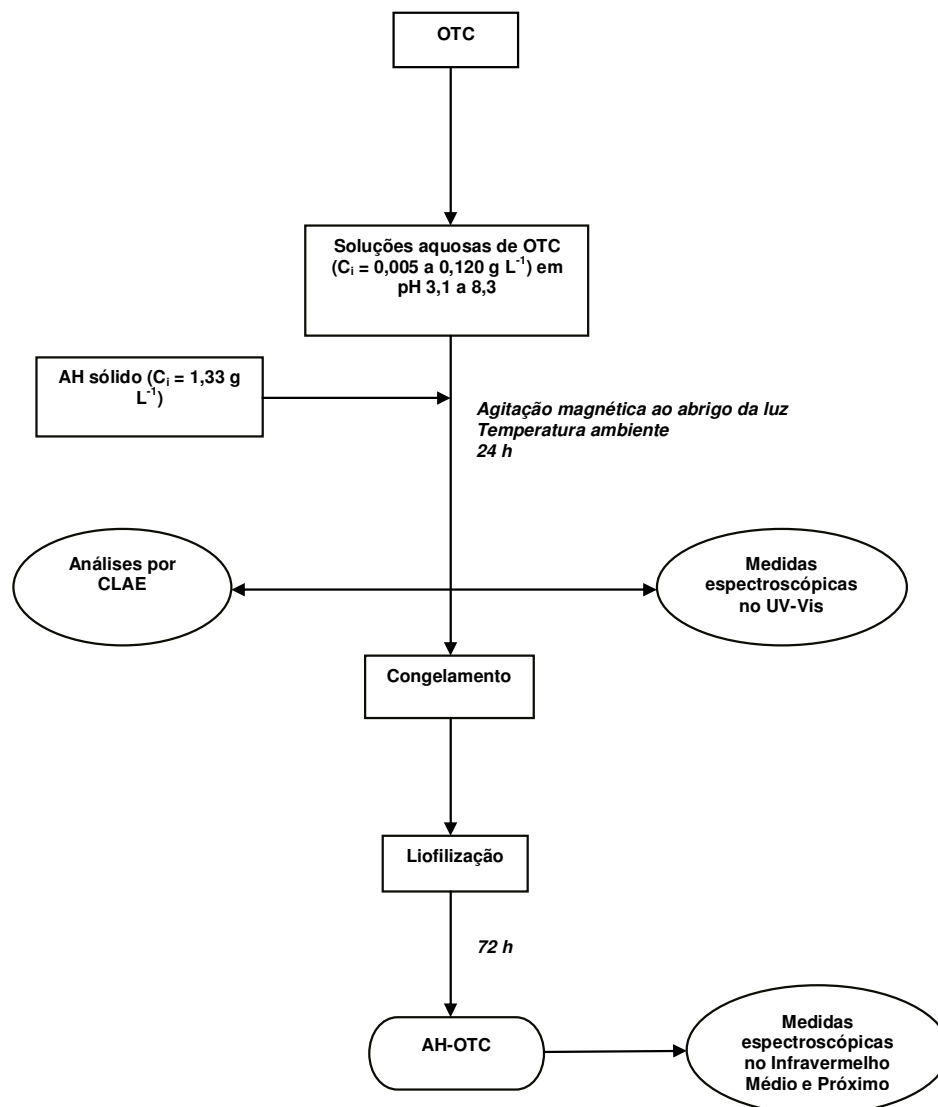 OTC
Soluções aquosas de OTC
(Cᵢ = 0,005 a 0,120 g L⁻¹) em
pH 3,1 a 8,3
AH sólido (Cᵢ = 1,33 g
L⁻¹)
Agitação magnética ao abrigo da luz
Temperatura ambiente
24 h
Análises por
CLAE
Medidas
espectroscópicas
no UV-Vis
Congelamento
Liofilização
72 h
AH-OTC
Medidas
espectroscópicas
no Infravermelho
Médio e Próximo